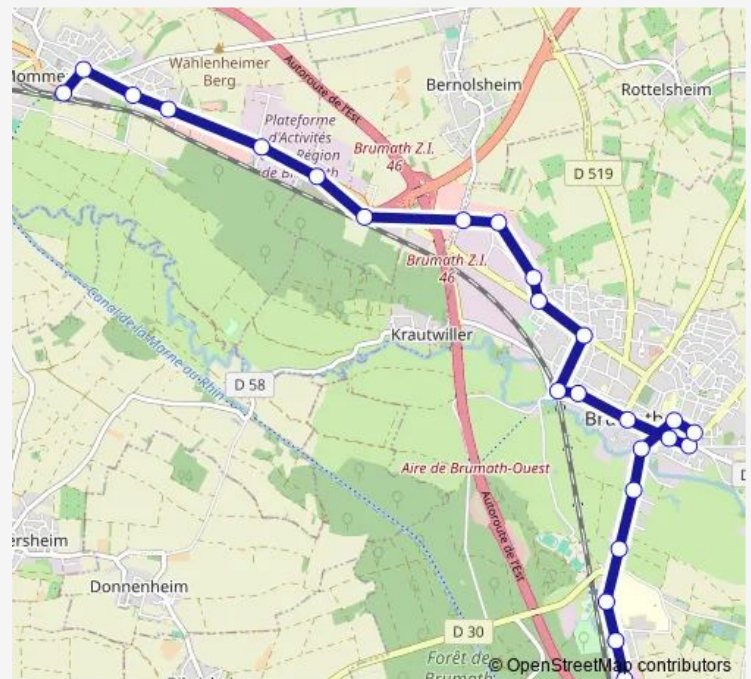 Wahlenheimer
Berg
Autoroute de l'Est
Bernolsheim
Rottelsheim
Plateforme
d'Activités
Région
Brumath Z.I.
46
D 519
Brumath Z.I.
46
Krautwiller
Canal de la Marne au Rhin
D 58
Aire de Brumath-Ouest
Autoroute de l'Est
Donnenheim
D 30
Forêt de
Brumath
© OpenStreetMap contributors